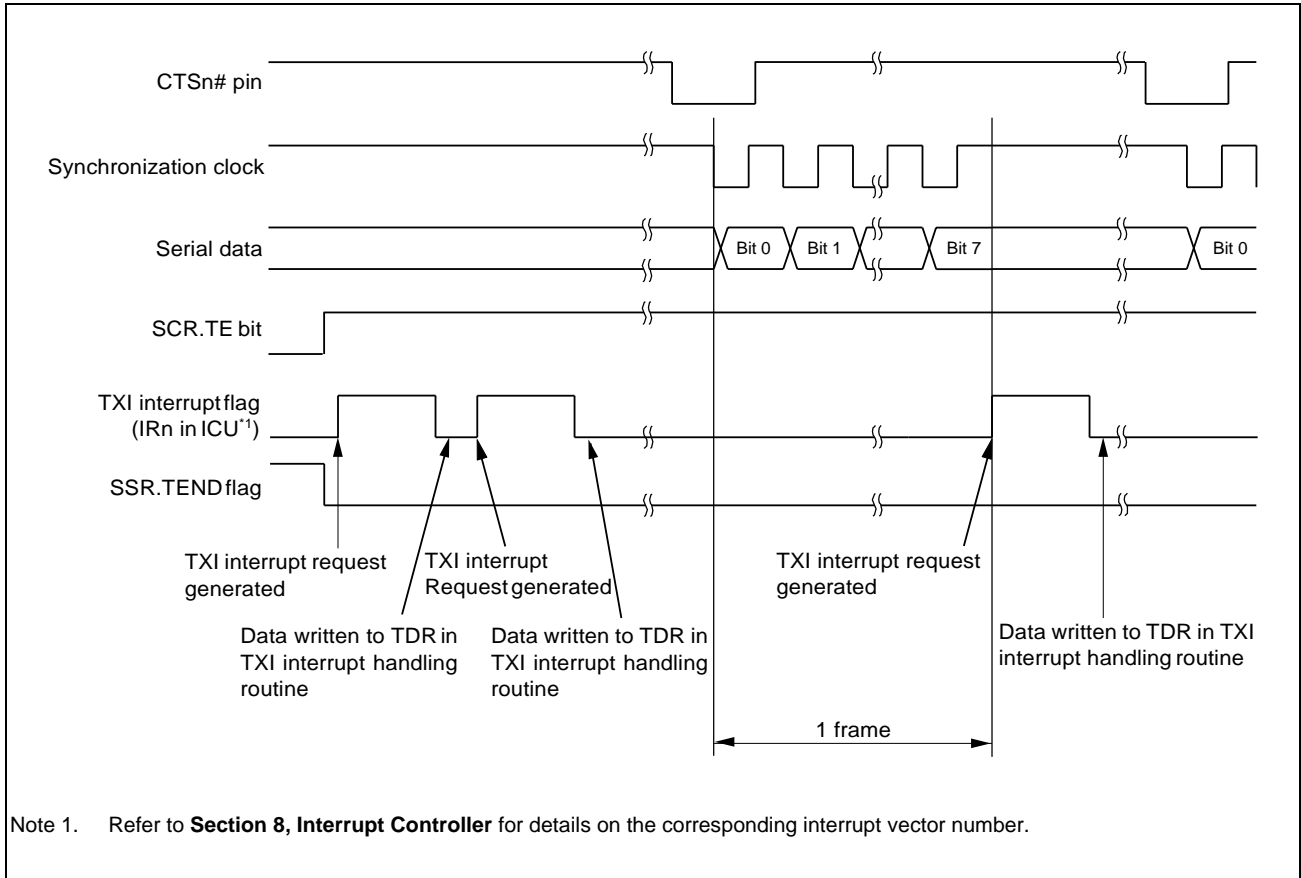 CTSn# pin
Synchronization clock
Serial data
Bit 0
Bit 1
Bit 7
Bit 0
SCR.TE bit
TXI interrupt flag
(IRn in ICU*1)
SSR.TEND flag
TXI interrupt request
generated
TXI interrupt
Request generated
TXI interrupt request
generated
Data written to TDR in
TXI interrupt handling
routine
Data written to TDR in
TXI interrupt handling
routine
Data written to TDR in TXI
interrupt handling routine
1 frame
Note 1. Refer to Section 8, Interrupt Controller for details on the corresponding interrupt vector number.